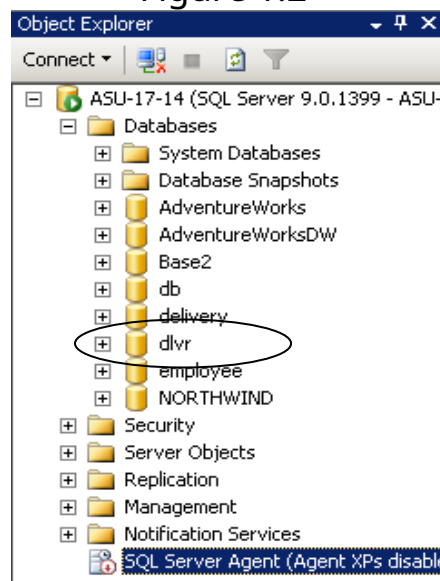 Object Explorer
Connect
ASU-17-14 (SQL Server 9.0.1399 - ASU-
Databases
System Databases
Database Snapshots
AdventureWorks
AdventureWorksDW
Base2
db
delivery
dlvr
employee
NORTHWIND
Security
Server Objects
Replication
Management
Notification Services
SQL Server Agent (Agent XPs disable